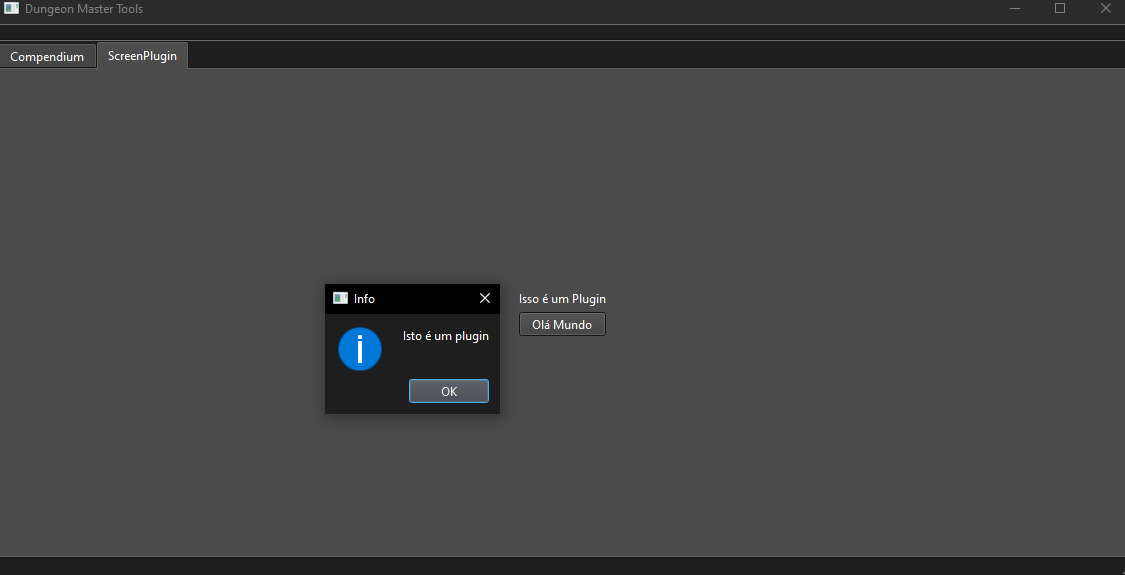 Dungeon Master Tools
Compendium
ScreenPlugin
Info
Isto é um plugin
OK
Isso é um Plugin
Olá Mundo